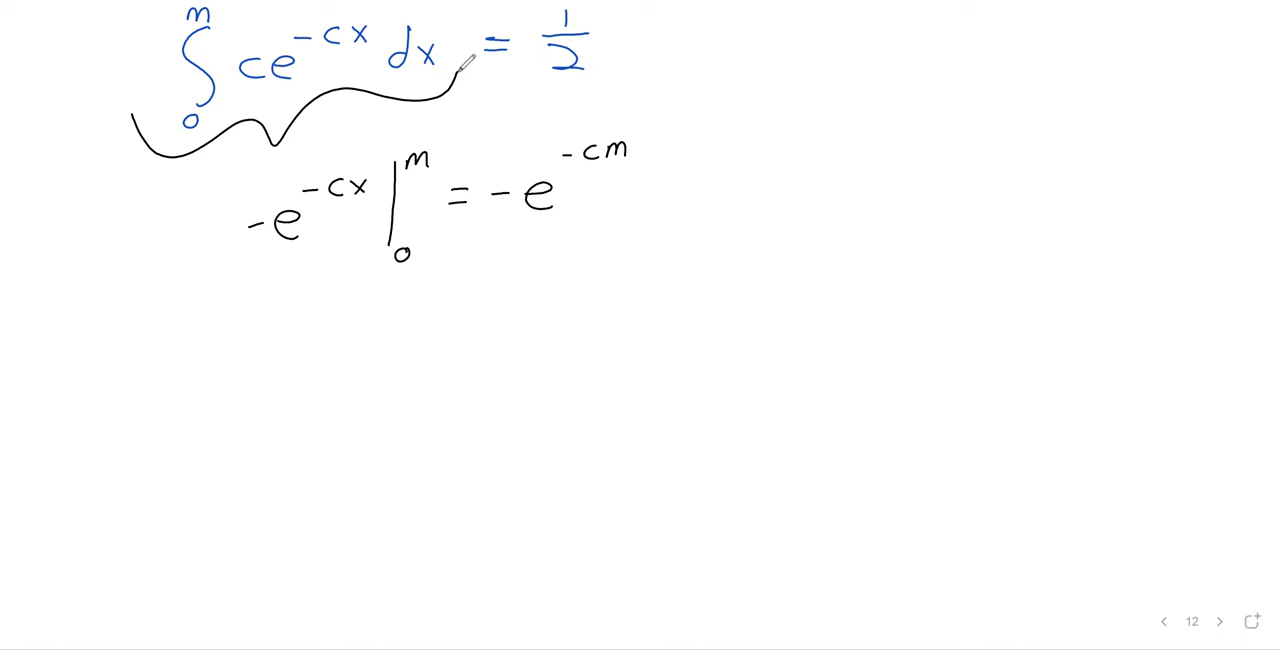 ∫₀ᵐ ce^{-cx} dx = 1/2
-e^{-cx} |₀ᵐ = -e^{-cm}
< 12 >